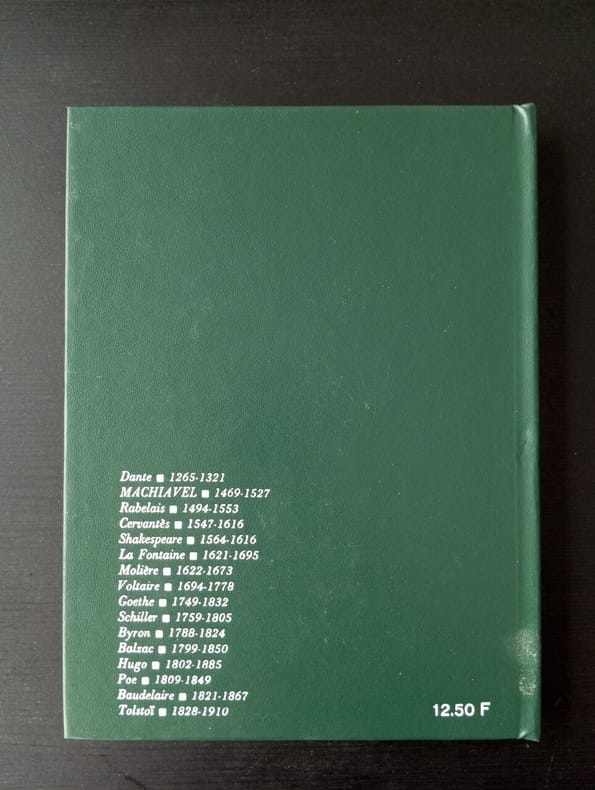 Dante ■ 1265-1321
MACHIAVEL ■ 1469-1527
Rabelais ■ 1494-1553
Cervantès ■ 1547-1616
Shakespeare ■ 1564-1616
La Fontaine ■ 1621-1695
Molière ■ 1622-1673
Voltaire ■ 1694-1778
Goethe ■ 1749-1832
Schiller ■ 1759-1805
Byron ■ 1788-1824
Balzac ■ 1799-1850
Hugo ■ 1802-1885
Poe ■ 1809-1849
Baudelaire ■ 1821-1867
Tolstoï ■ 1828-1910
12.50 F